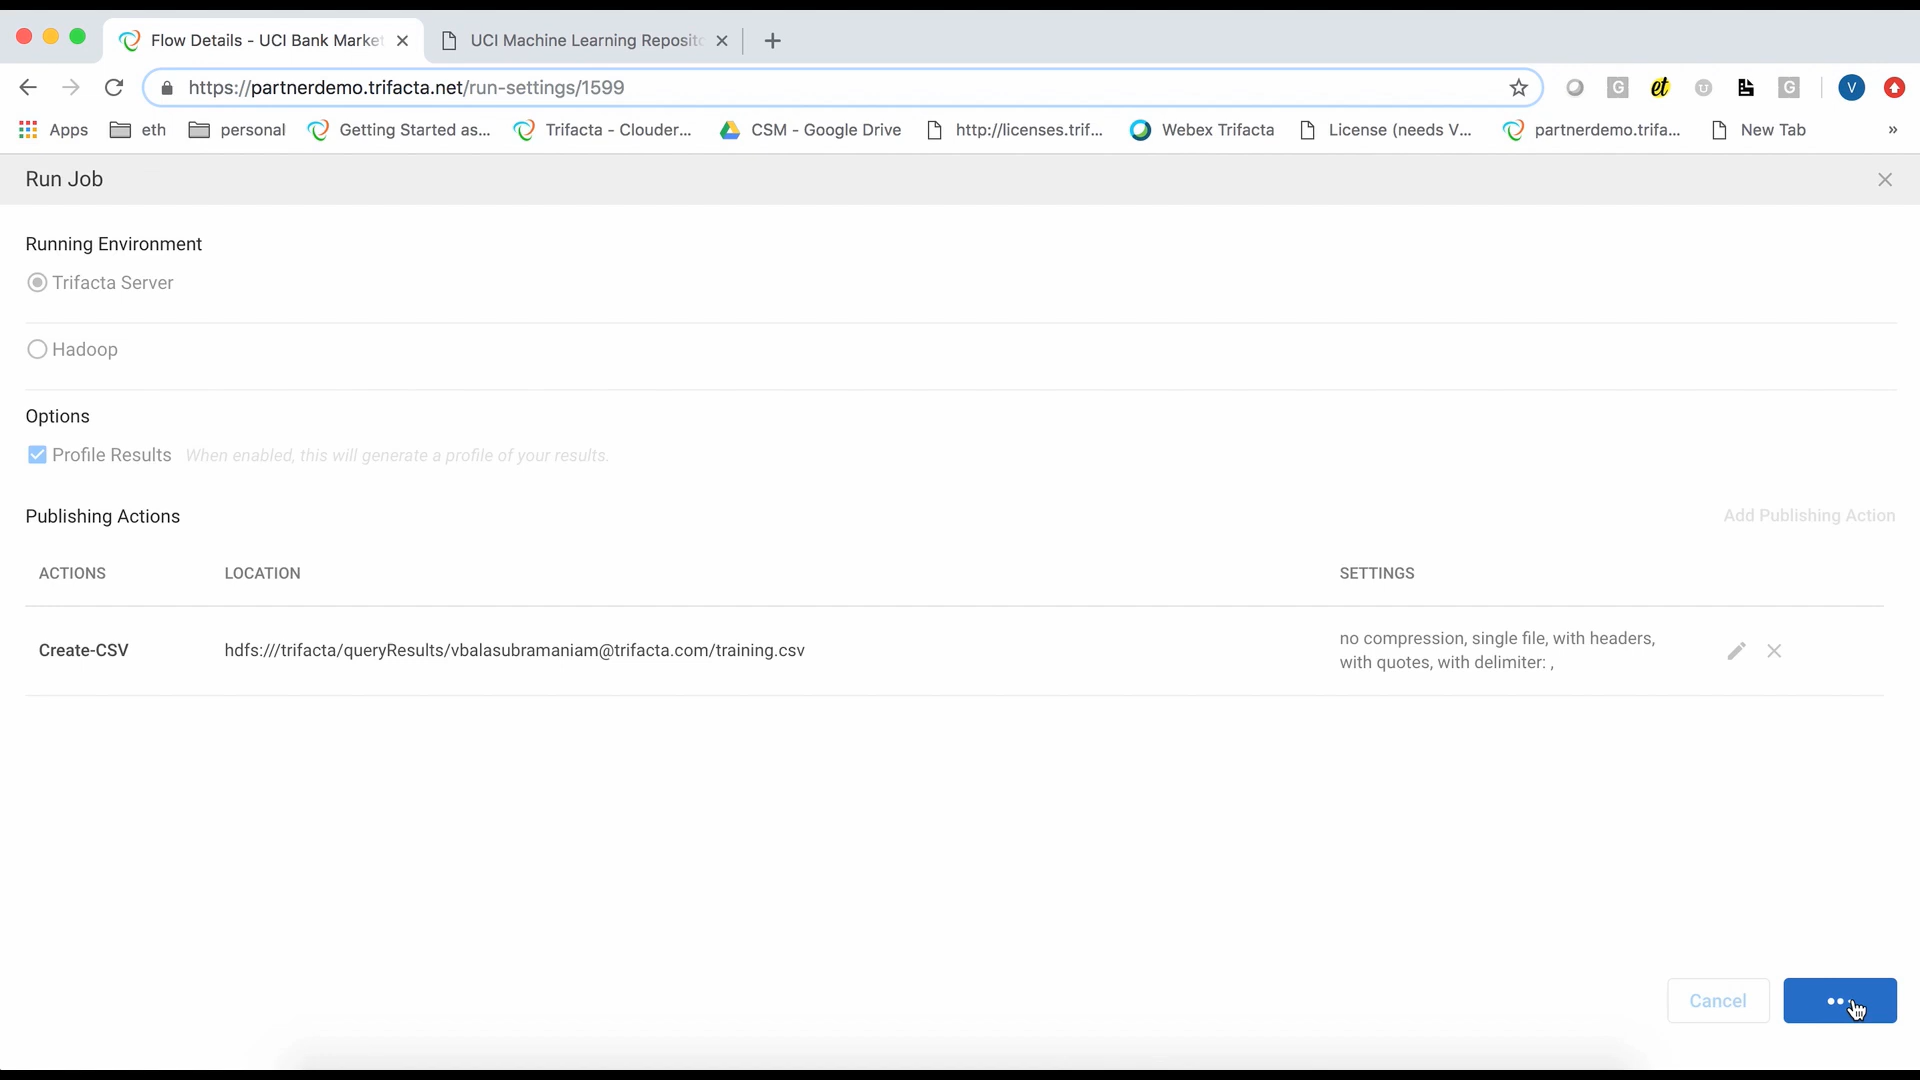 Flow Details - UCI Bank Market
UCI Machine Learning Reposito
https://partnerdemo.trifacta.net/run-settings/1599
G
et
G
V
Apps
eth
personal
Getting Started as...
Trifacta - Clouder...
CSM - Google Drive
http://licenses.trif...
Webex Trifacta
License (needs V...
partnerdemo.trifa...
New Tab
»
Run Job
Running Environment
Trifacta Server
Hadoop
Options
Profile Results When enabled, this will generate a profile of your results.
Publishing Actions
Add Publishing Action
ACTIONS LOCATION SETTINGS
Create-CSV hdfs:///trifacta/queryResults/vbalasubramaniam@trifacta.com/training.csv
no compression, single file, with headers,
with quotes, with delimiter: ,
Cancel